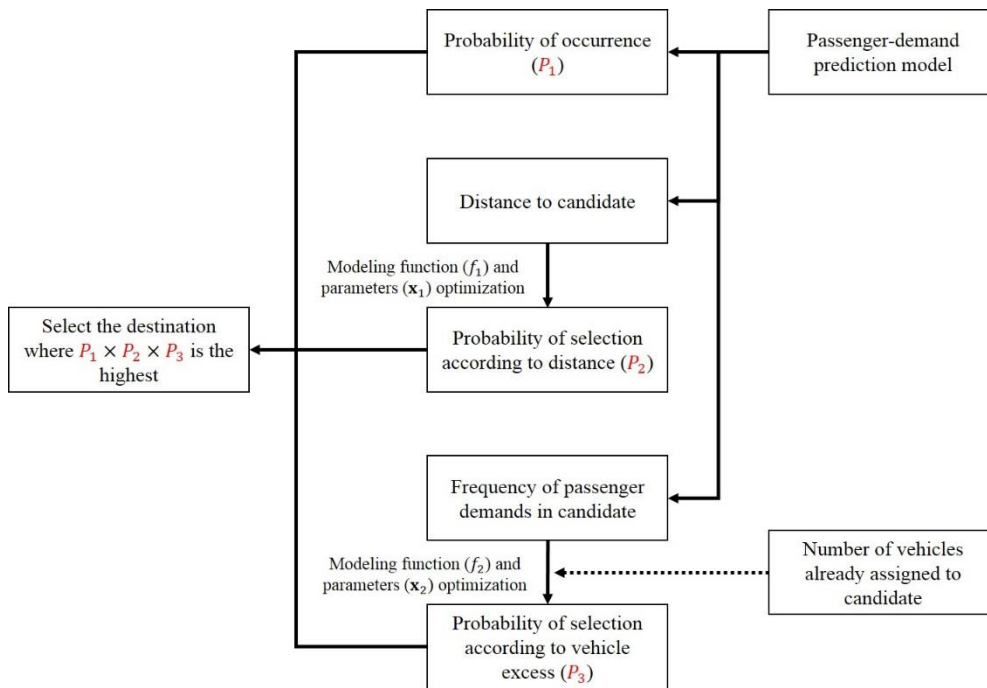 Probability of occurrence
(P₁)
Passenger-demand
prediction model
Distance to candidate
Modeling function (f₁) and
parameters (x₁) optimization
Select the destination
where P₁ × P₂ × P₃ is the
highest
Probability of selection
according to distance (P₂)
Frequency of passenger
demands in candidate
Modeling function (f₂) and
parameters (x₂) optimization
Number of vehicles
already assigned to
candidate
Probability of selection
according to vehicle
excess (P₃)